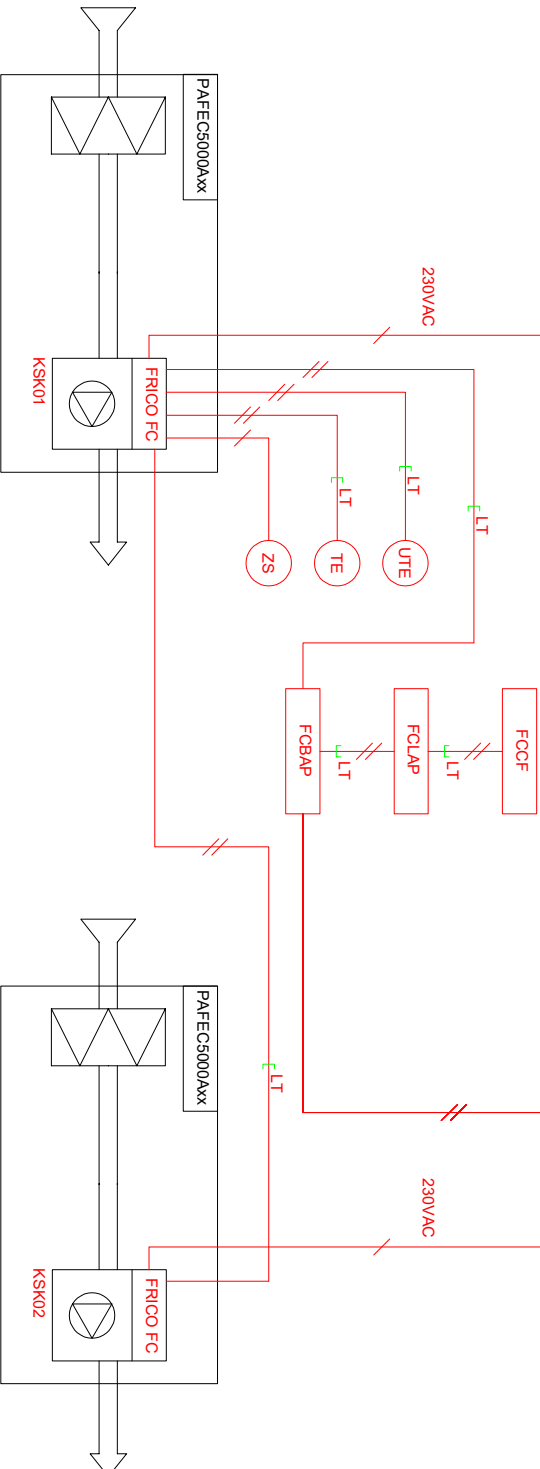 PAFEC5000Axx
230VAC
FRICO FC
KSK01
LT
LT
LT
UTE
TE
ZS
FCCF
FCLAP
FCBAP
LT
LT
LT
PAFEC5000Axx
230VAC
FRICO FC
KSK02